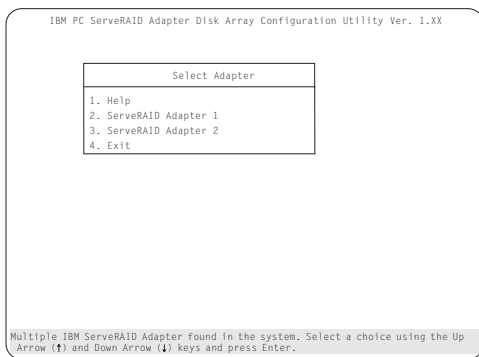 IBM PC ServeRAID Adapter Disk Array Configuration Utility Ver. 1.XX
Select Adapter
1. Help
2. ServeRAID Adapter 1
3. ServeRAID Adapter 2
4. Exit
Multiple IBM ServeRAID Adapter found in the system. Select a choice using the Up
Arrow (↑) and Down Arrow (↓) keys and press Enter.